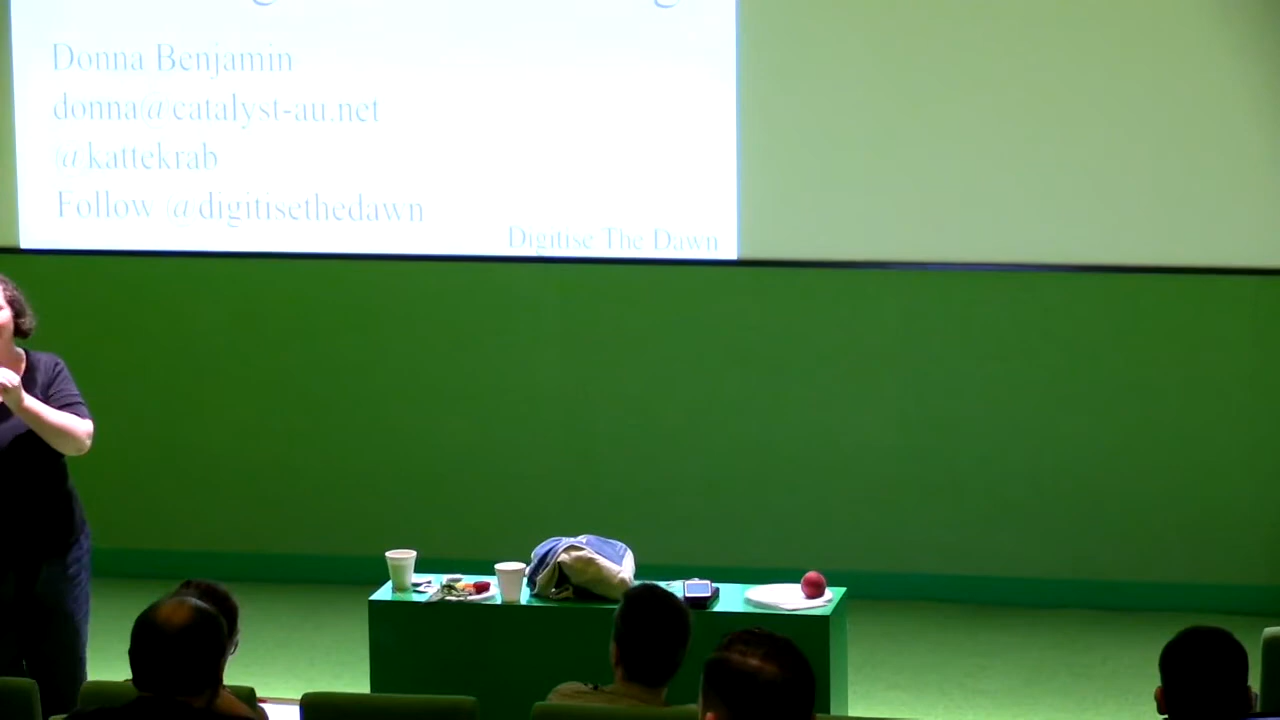 Donna Benjamin
donna@catalyst-au.net
@kattekrab
Follow @digitisethedawn
Digitise The Dawn